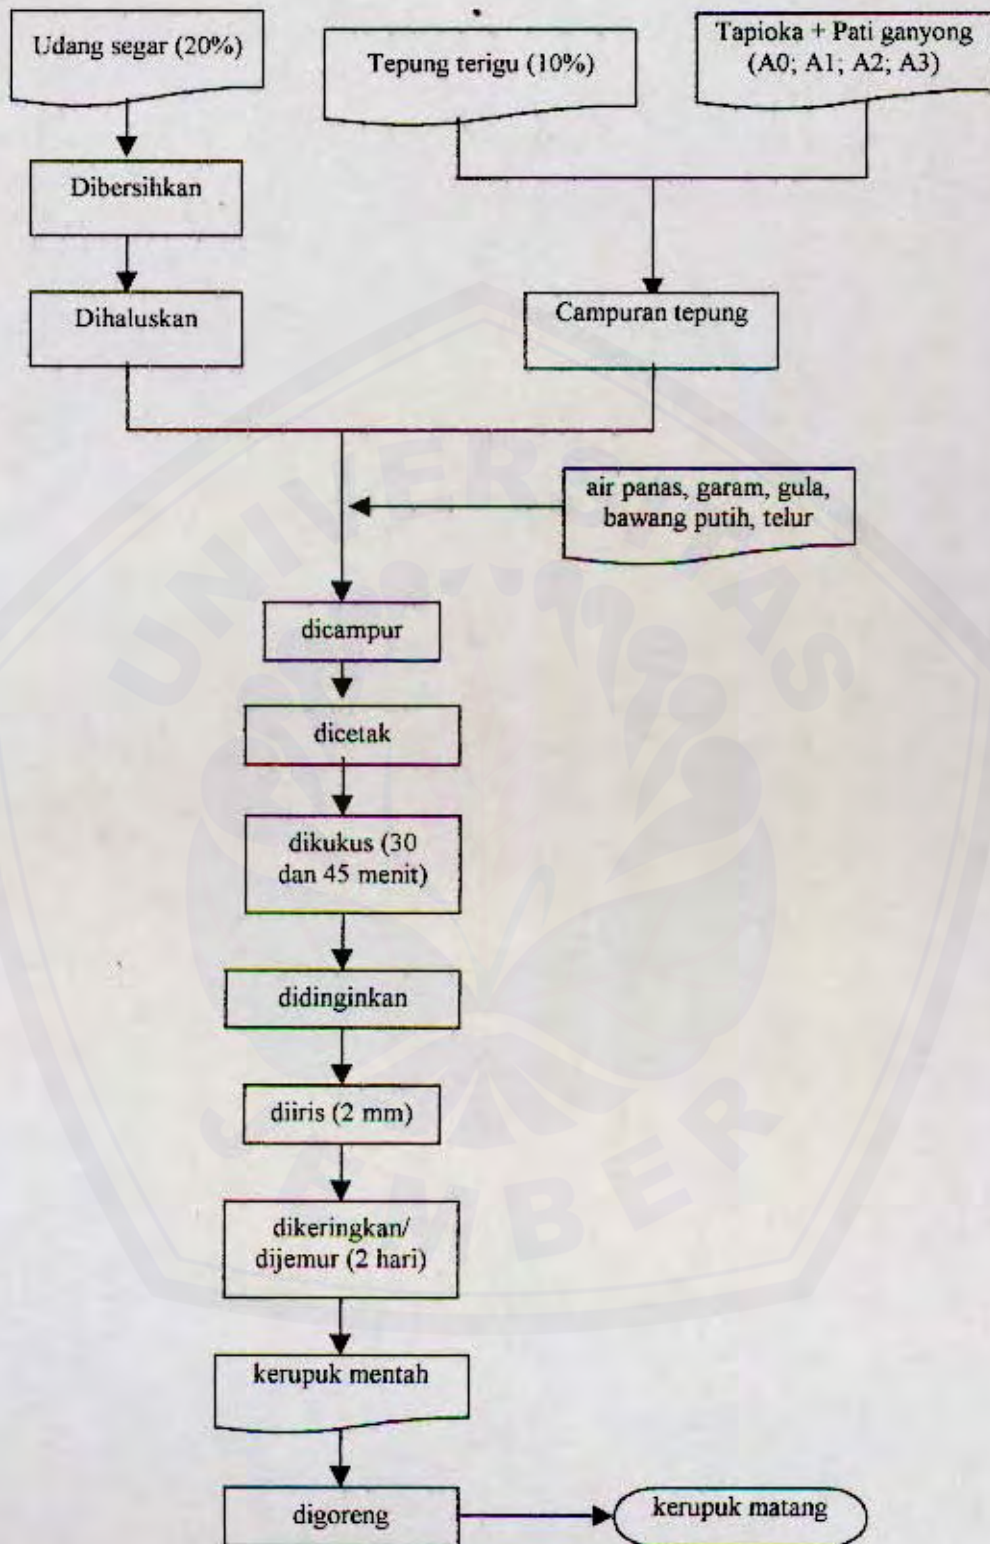 Udang segar (20%)
Tepung terigu (10%)
Tapioka + Pati ganyong
(A0; A1; A2; A3)
Dibersihkan
Dihaluskan
Campuran tepung
air panas, garam, gula,
bawang putih, telur
dicampur
dicetak
dikukus (30
dan 45 menit)
didinginkan
diiris (2 mm)
dikeringkan/
dijemur (2 hari)
kerupuk mentah
digoreng
kerupuk matang
UNIVERSITAS
JEMBER